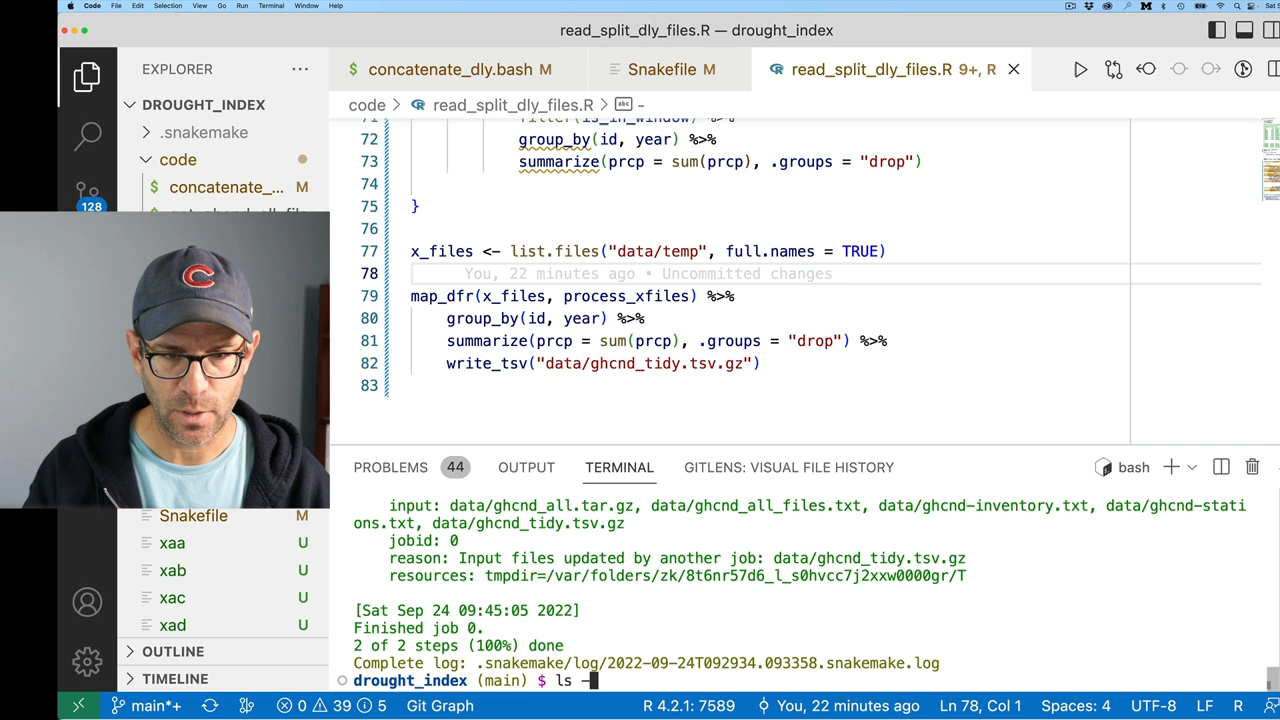 Code File Edit Selection View Go Run Terminal Window Help
read_split_dly_files.R — drought_index
EXPLORER
$ concatenate_dly.bash M
Snakefile M
read_split_dly_files.R 9+, R
DROUGHT_INDEX
.snakemake
code
$ concatenate_... M
128
code > read_split_dly_files.R > abc -
72 group_by(id, year) %>%
73 summarize(prcp = sum(prcp), .groups = "drop")
74
75 }
76
77 x_files <- list.files("data/temp", full.names = TRUE)
78 You, 22 minutes ago • Uncommitted changes
79 map_dfr(x_files, process_xfiles) %>%
80 group_by(id, year) %>%
81 summarize(prcp = sum(prcp), .groups = "drop") %>%
82 write_tsv("data/ghcnd_tidy.tsv.gz")
83
C
Snakefile M
xaa U
xab U
xac U
xad U
OUTLINE
TIMELINE
PROBLEMS 44 OUTPUT TERMINAL GITLENS: VISUAL FILE HISTORY
bash
input: data/ghcnd_all.tar.gz, data/ghcnd_all_files.txt, data/ghcnd-inventory.txt, data/ghcnd-stati
ons.txt, data/ghcnd_tidy.tsv.gz
jobid: 0
reason: Input files updated by another job: data/ghcnd_tidy.tsv.gz
resources: tmpdir=/var/folders/zk/8t6nr57d6_l_s0hvcc7j2xxw0000gr/T
[Sat Sep 24 09:45:05 2022]
Finished job 0.
2 of 2 steps (100%) done
Complete log: .snakemake/log/2022-09-24T092934.093358.snakemake.log
drought_index (main) $ ls -
main*+ 0 39 5 Git Graph R 4.2.1: 7589 You, 22 minutes ago Ln 78, Col 1 Spaces: 4 UTF-8 LF R